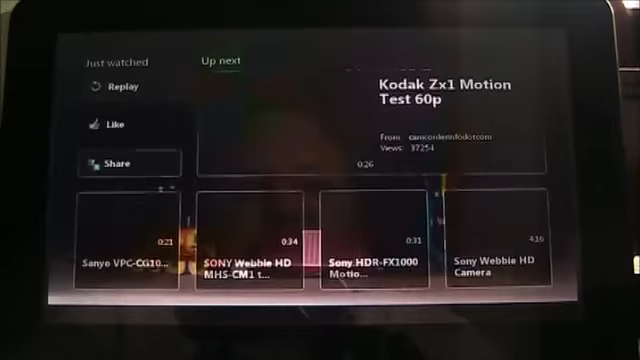 Just watched
Up next
Replay
Kodak Zx1 Motion
Test 60p
Like
From: camcorderinfodotcom
Views: 37254
Share
0:26
0:21
0:34
0:31
4:16
Sanyo VPC-CG10...
SONY Webbie HD
MHS-CM1 t...
Sony HDR-FX1000
Motio...
Sony Webbie HD
Camera